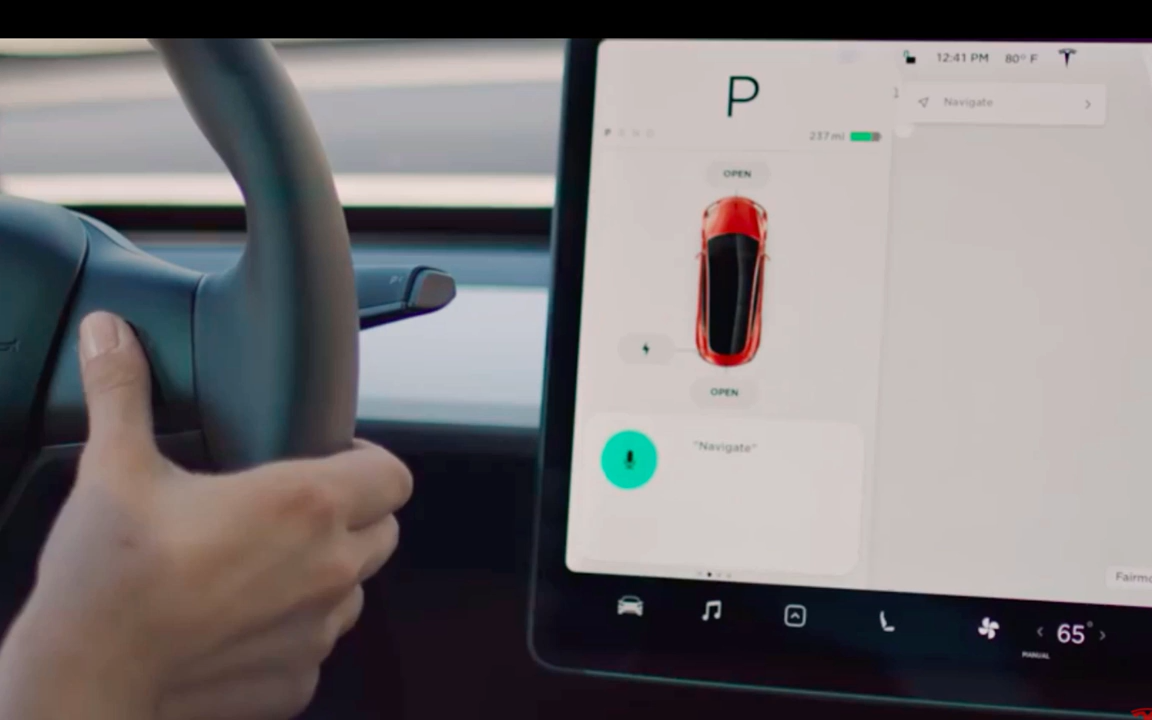 P
12:41 PM 80° F
Navigate
P R N D
237 mi
OPEN
OPEN
"Navigate"
65°
MANUAL